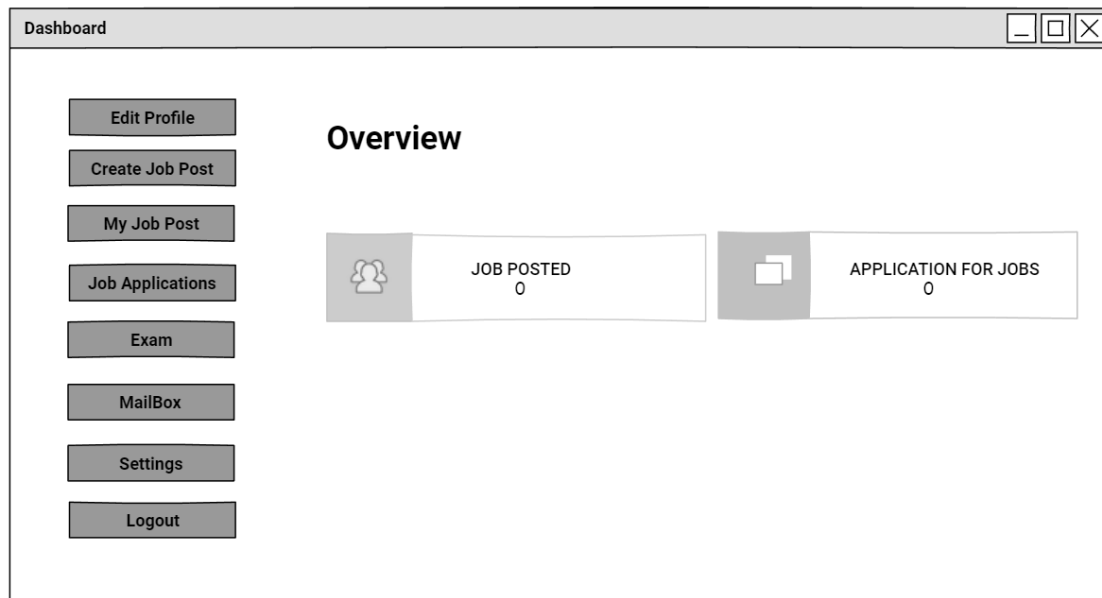 Dashboard
Edit Profile
Create Job Post
My Job Post
Job Applications
Exam
MailBox
Settings
Logout
Overview
JOB POSTED
0
APPLICATION FOR JOBS
0